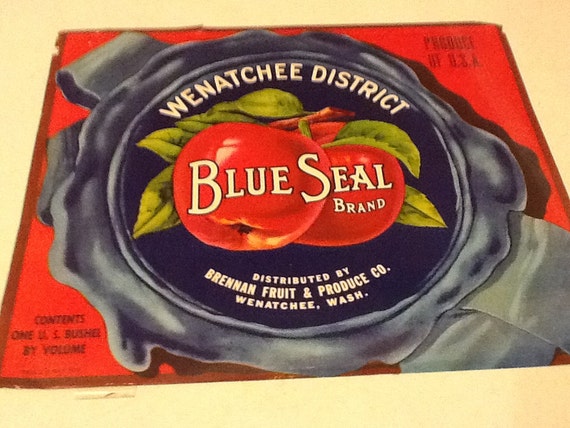 PRODUCE
OF U.S.A.
WENATCHEE DISTRICT
BLUE SEAL
BRAND
DISTRIBUTED BY
BRENNAN FRUIT & PRODUCE CO.
WENATCHEE, WASH.
CONTENTS
ONE U. S. BUSHEL
BY VOLUME